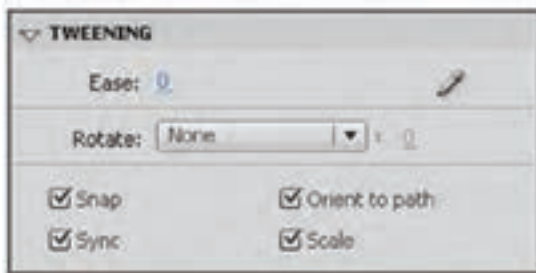 TWEENING
Ease: 0
Rotate: None x 0
Snap Orient to path
Sync Scale